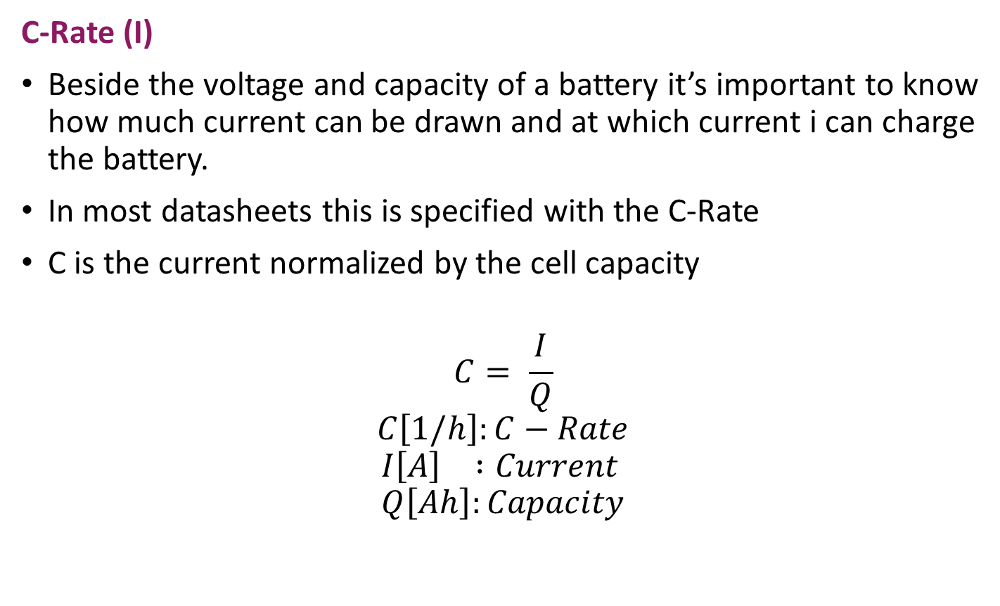 C-Rate (I)
• Beside the voltage and capacity of a battery it’s important to know
how much current can be drawn and at which current i can charge
the battery.
• In most datasheets this is specified with the C-Rate
• C is the current normalized by the cell capacity
C = I/Q
C[1/h]: C − Rate
I[A] : Current
Q[Ah]: Capacity